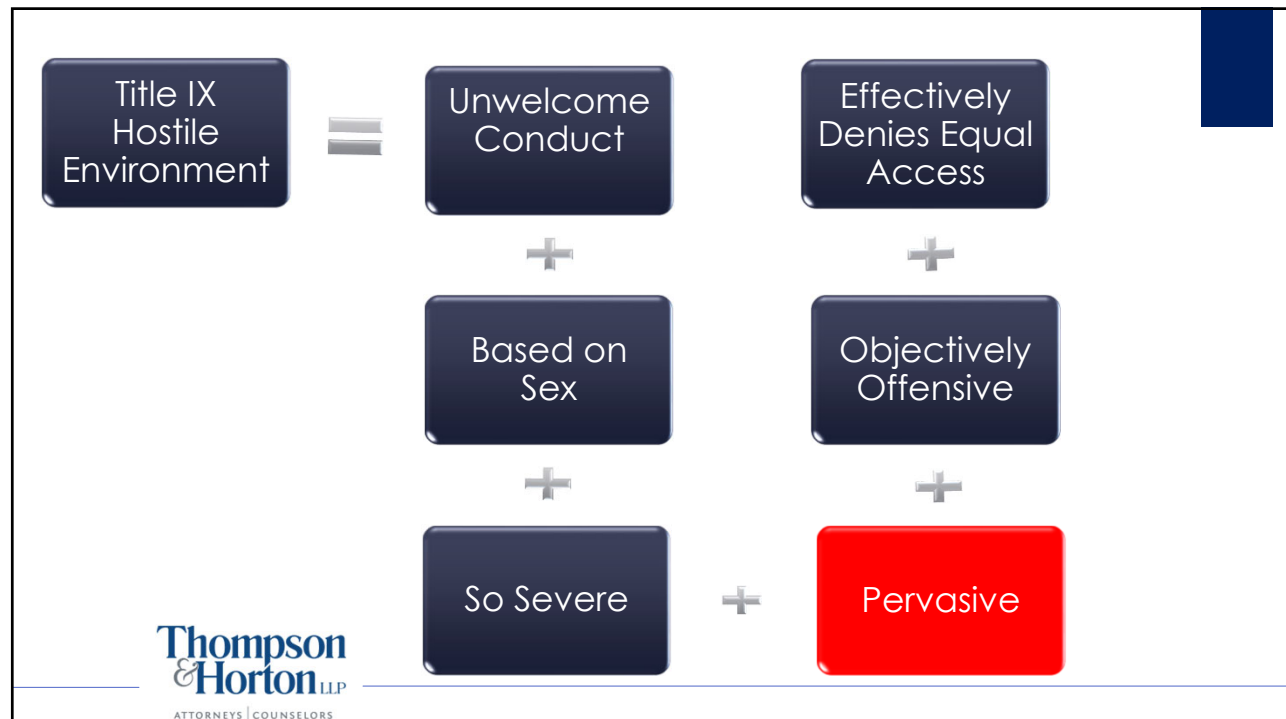 Title IX
Hostile
Environment
=
Unwelcome
Conduct
+
Based on
Sex
+
So Severe
+
Pervasive
+
Objectively
Offensive
+
Effectively
Denies Equal
Access
Thompson
&Horton LLP
ATTORNEYS | COUNSELORS